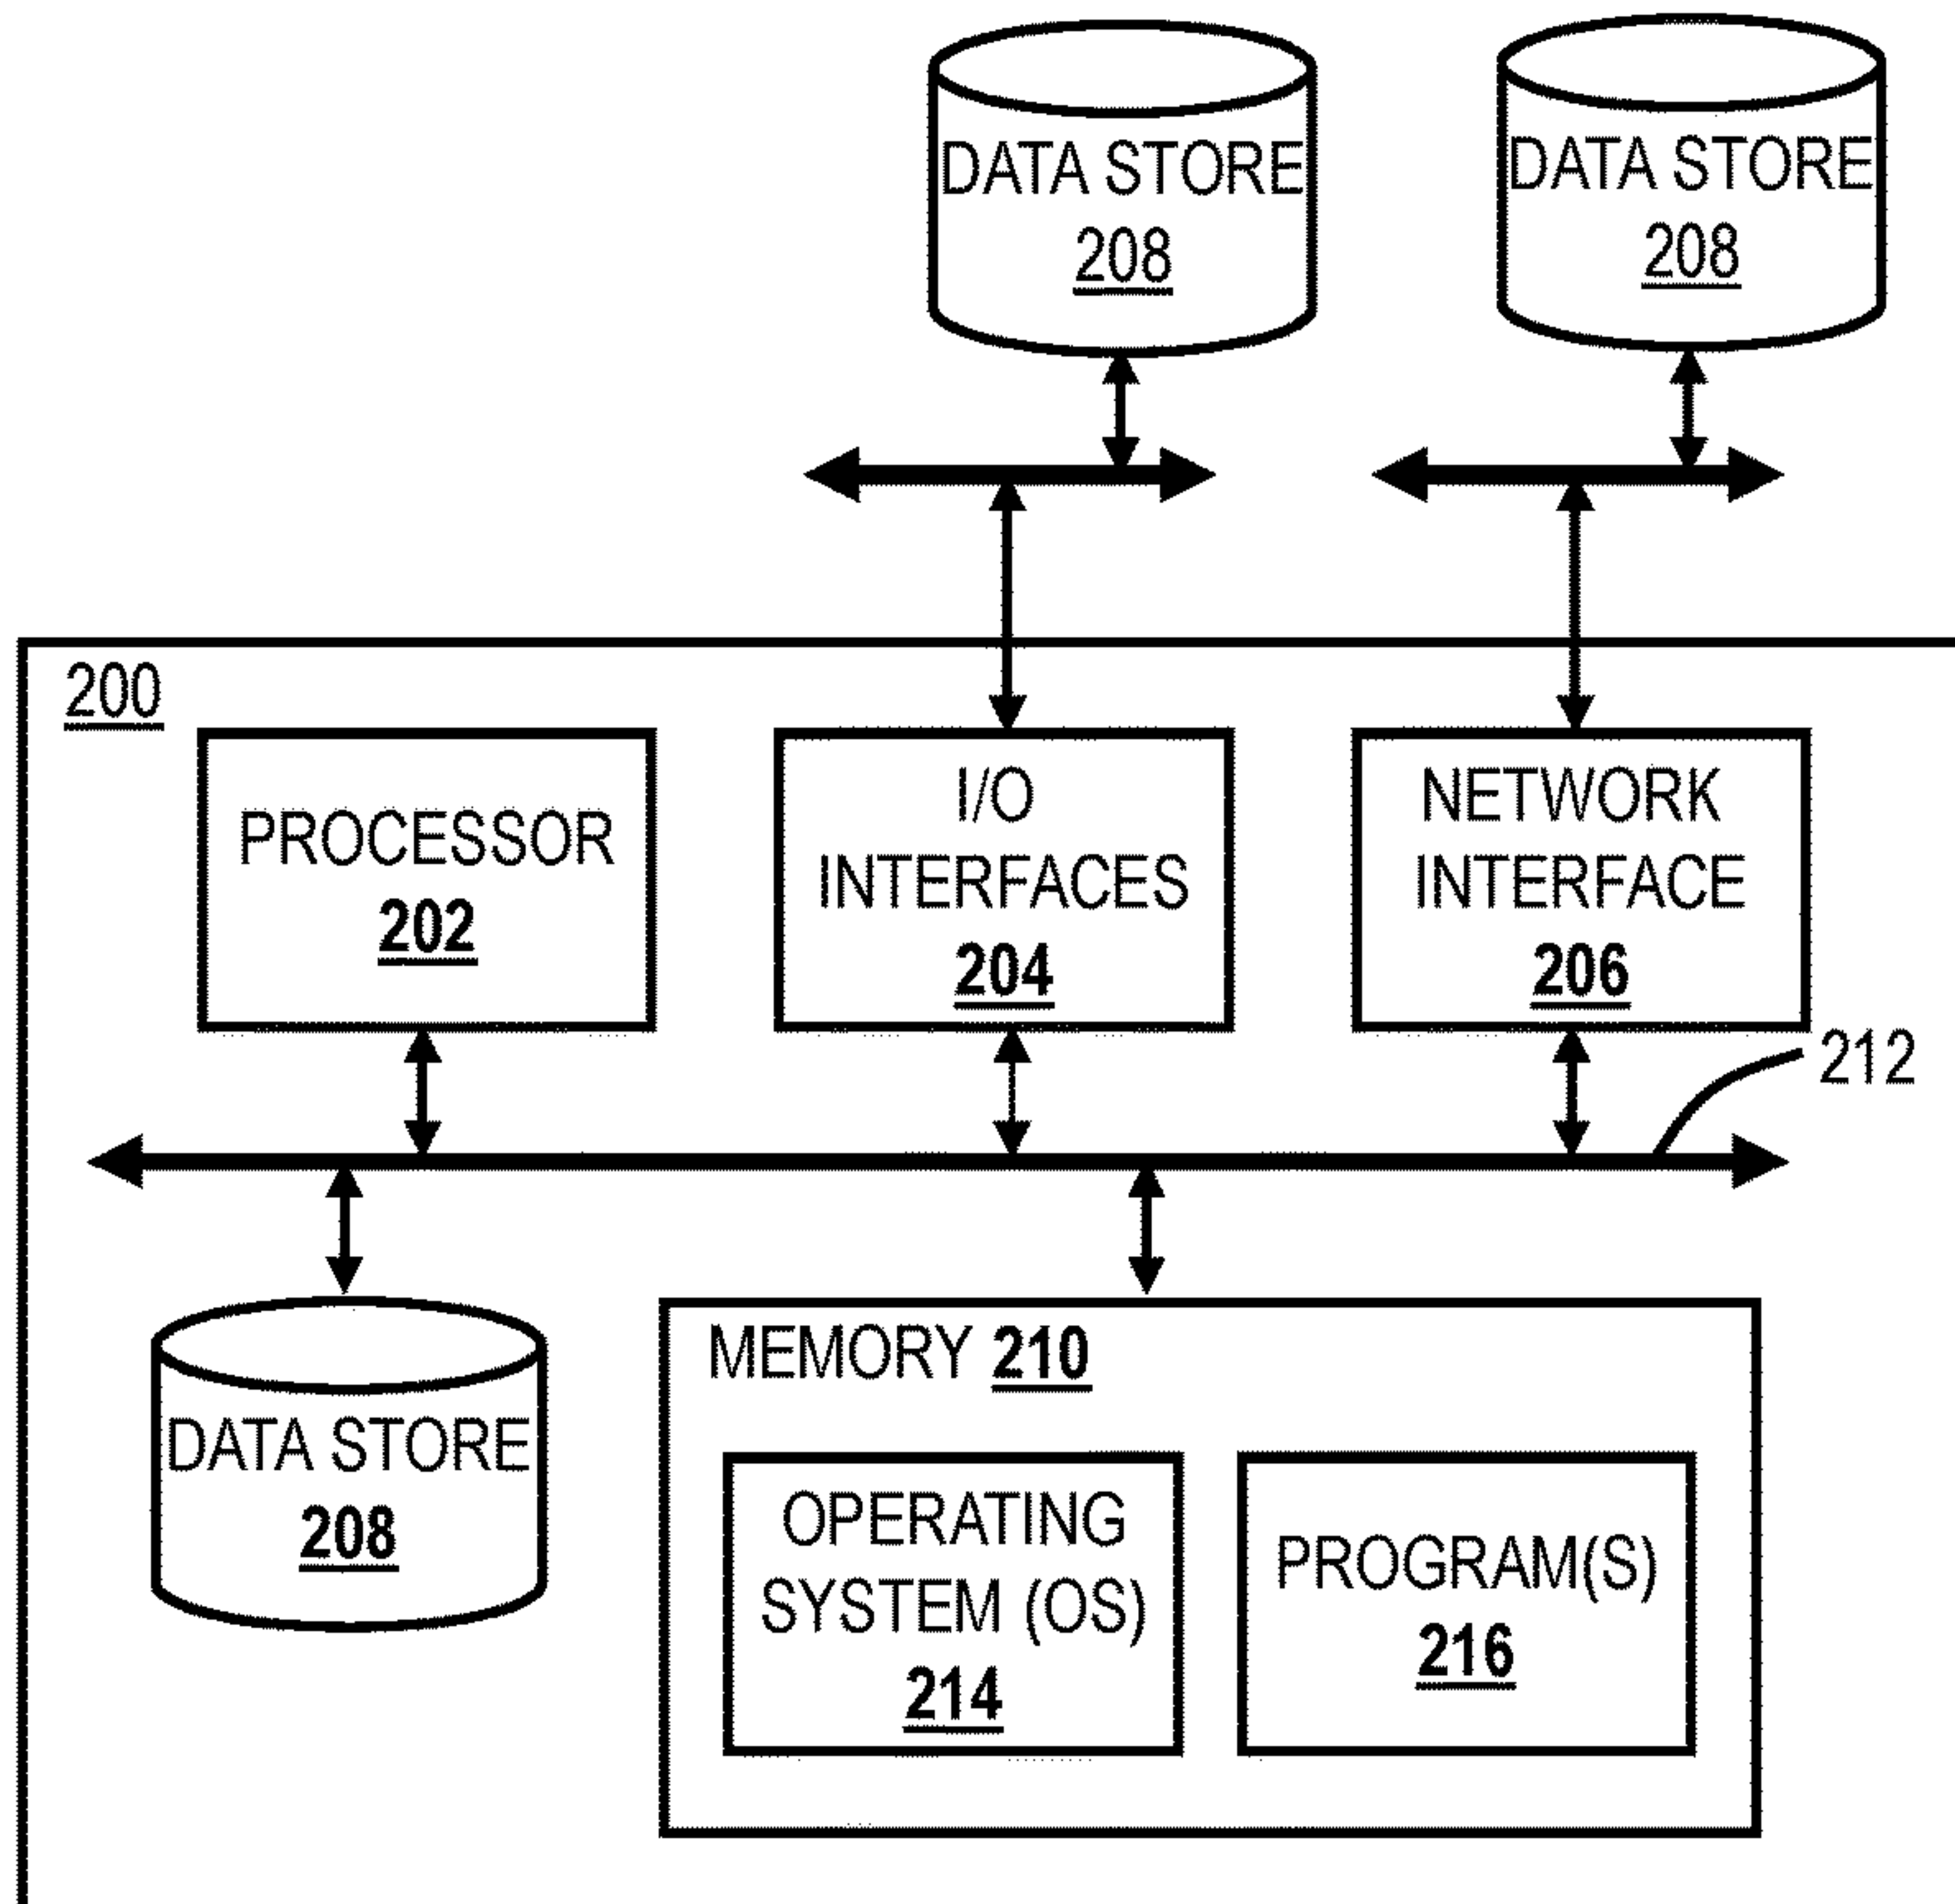 DATA STORE
208
DATA STORE
208
200
PROCESSOR
202
I/O
INTERFACES
204
NETWORK
INTERFACE
206
212
DATA STORE
208
MEMORY 210
OPERATING
SYSTEM (OS)
214
PROGRAM(S)
216